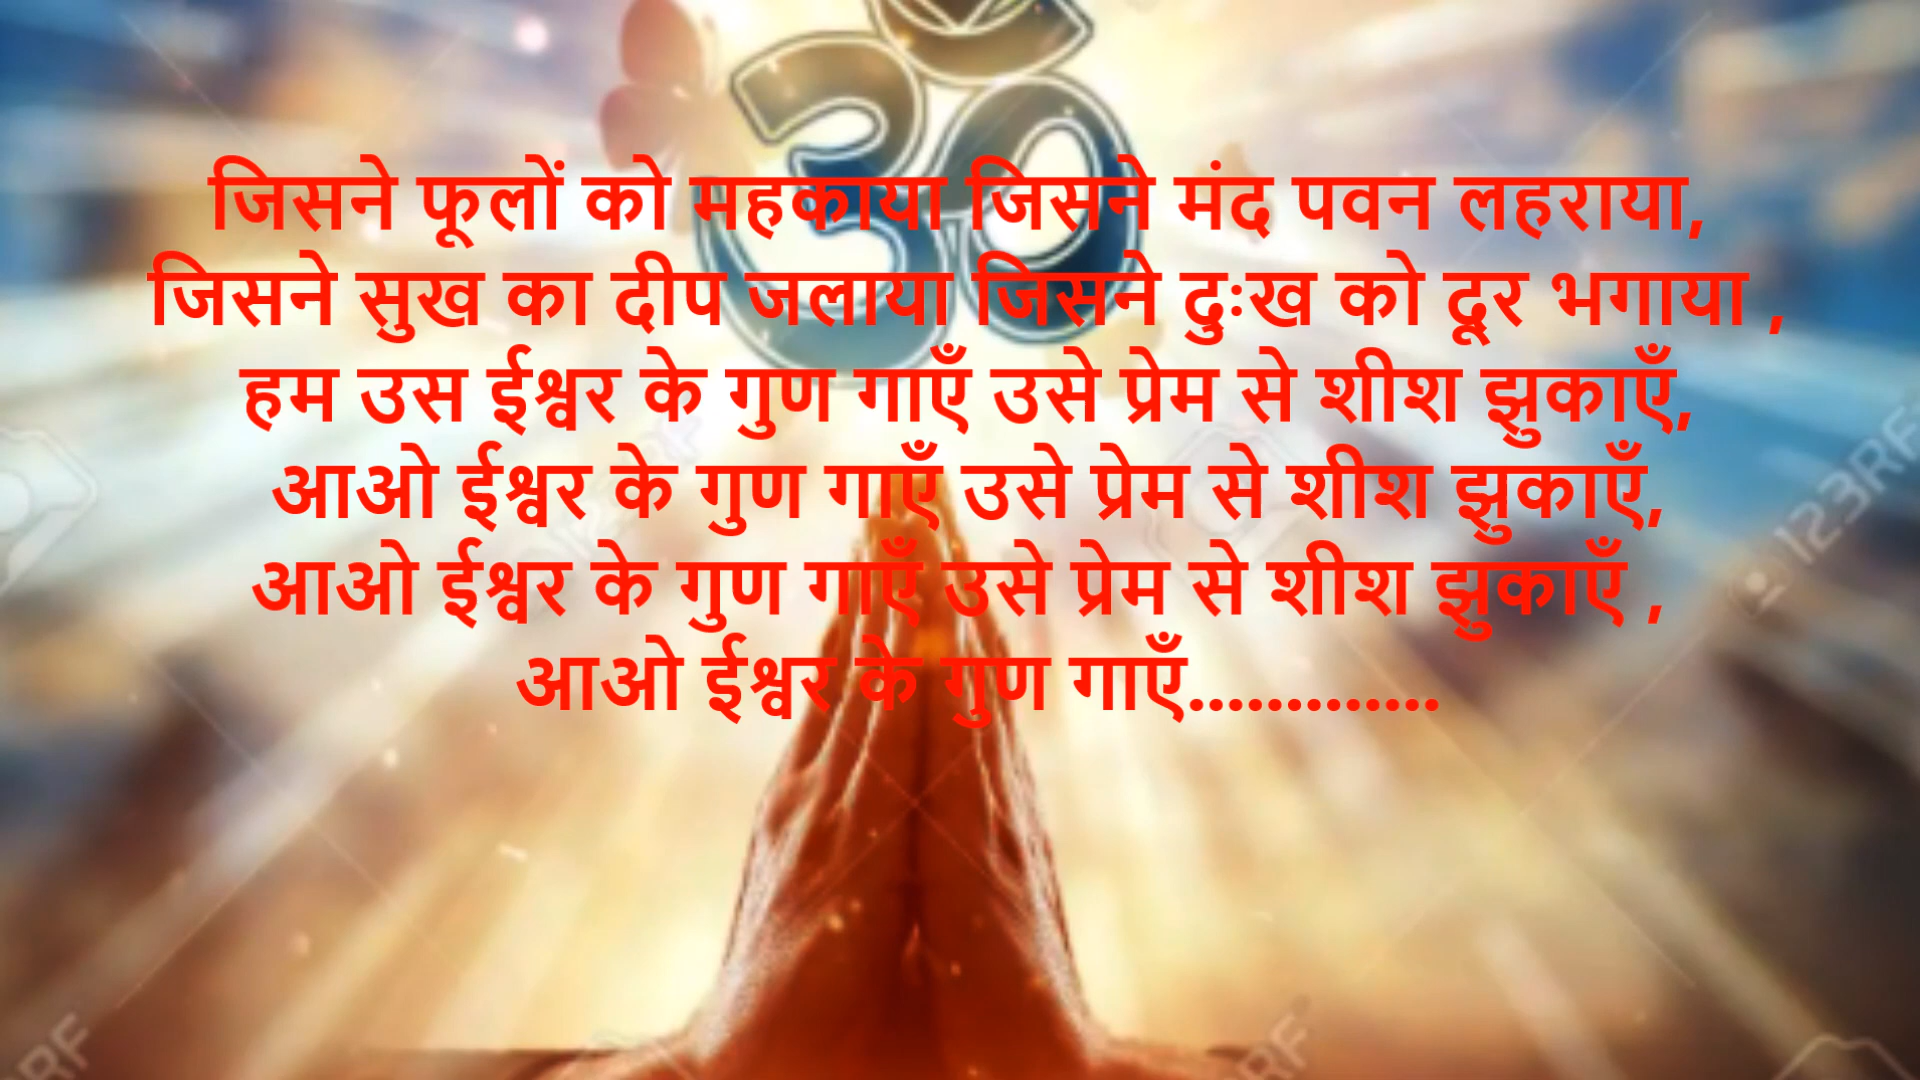 जिसने फूलों को महकाया जिसने मंद पवन लहराया,
जिसने सुख का दीप जलाया जिसने दुःख को दूर भगाया ,
हम उस ईश्वर के गुण गाएँ उसे प्रेम से शीश झुकाएँ,
आओ ईश्वर के गुण गाएँ उसे प्रेम से शीश झुकाएँ,
आओ ईश्वर के गुण गाएँ उसे प्रेम से शीश झुकाएँ ,
आओ ईश्वर के गुण गाएँ.............
123RF